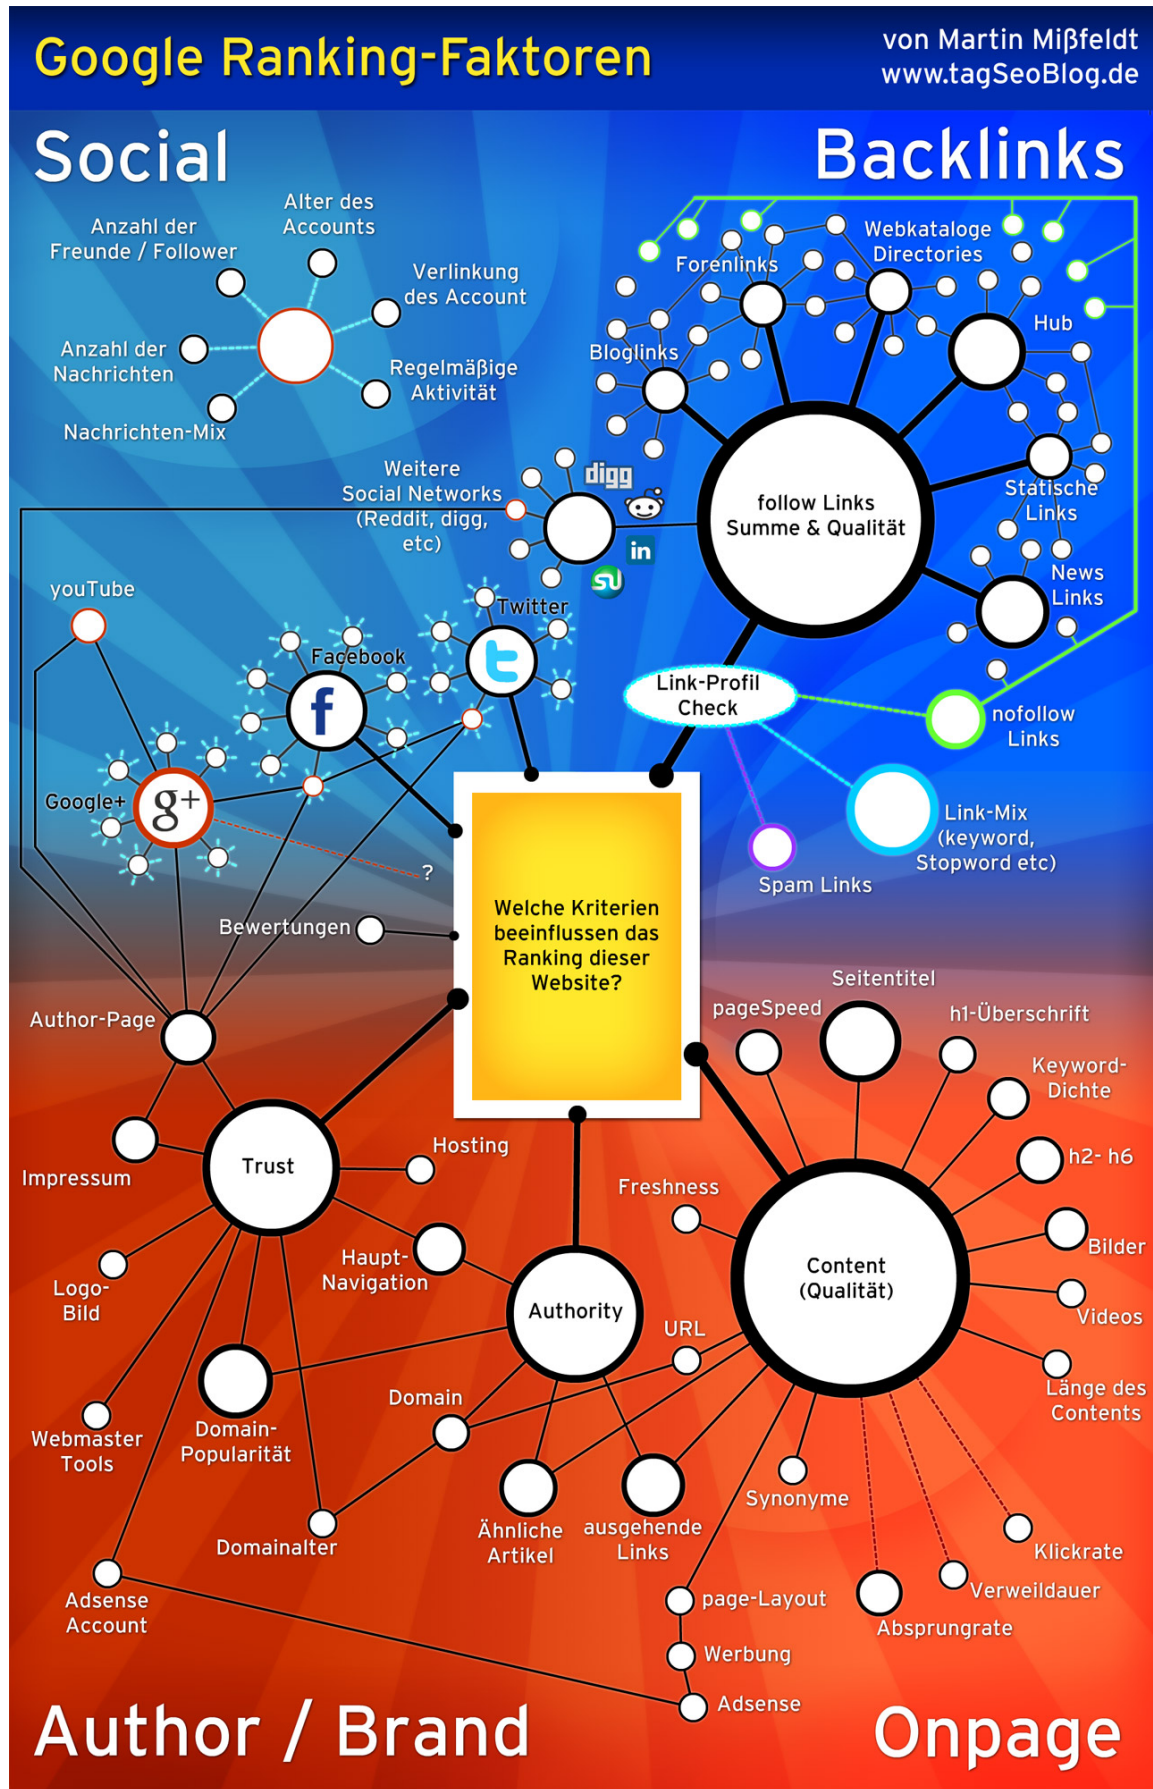 Google Ranking-Faktoren
von Martin Mißfeldt
www.tagSeoBlog.de
Social
Backlinks
Alter des
Accounts
Anzahl der
Freunde / Follower
Verlinkung
des Account
Anzahl der
Nachrichten
Regelmäßige
Aktivität
Nachrichten-Mix
Webkataloge
Directories
Forenlinks
Hub
Bloglinks
Statische
Links
News
Links
follow Links
Summe & Qualität
Weitere
Social Networks
(Reddit, digg,
etc)
digg
in
su
youTube
Twitter
t
Facebook
f
Google+
g+
?
Link-Profil
Check
nofollow
Links
Link-Mix
(keyword,
Stopword etc)
Spam Links
Bewertungen
Welche Kriterien
beeinflussen das
Ranking dieser
Website?
Author-Page
Seitentitel
pageSpeed
h1-Überschrift
Keyword-
Dichte
h2- h6
Bilder
Videos
Länge des
Contents
Impressum
Trust
Hosting
Freshness
Haupt-
Navigation
Content
(Qualität)
Logo-
Bild
Authority
URL
Domain
Webmaster
Tools
Domain-
Popularität
Domainalter
Ähnliche
Artikel
ausgehende
Links
Synonyme
Klickrate
Verweildauer
Absprungrate
Adsense
Account
page-Layout
Werbung
Adsense
Author / Brand
Onpage